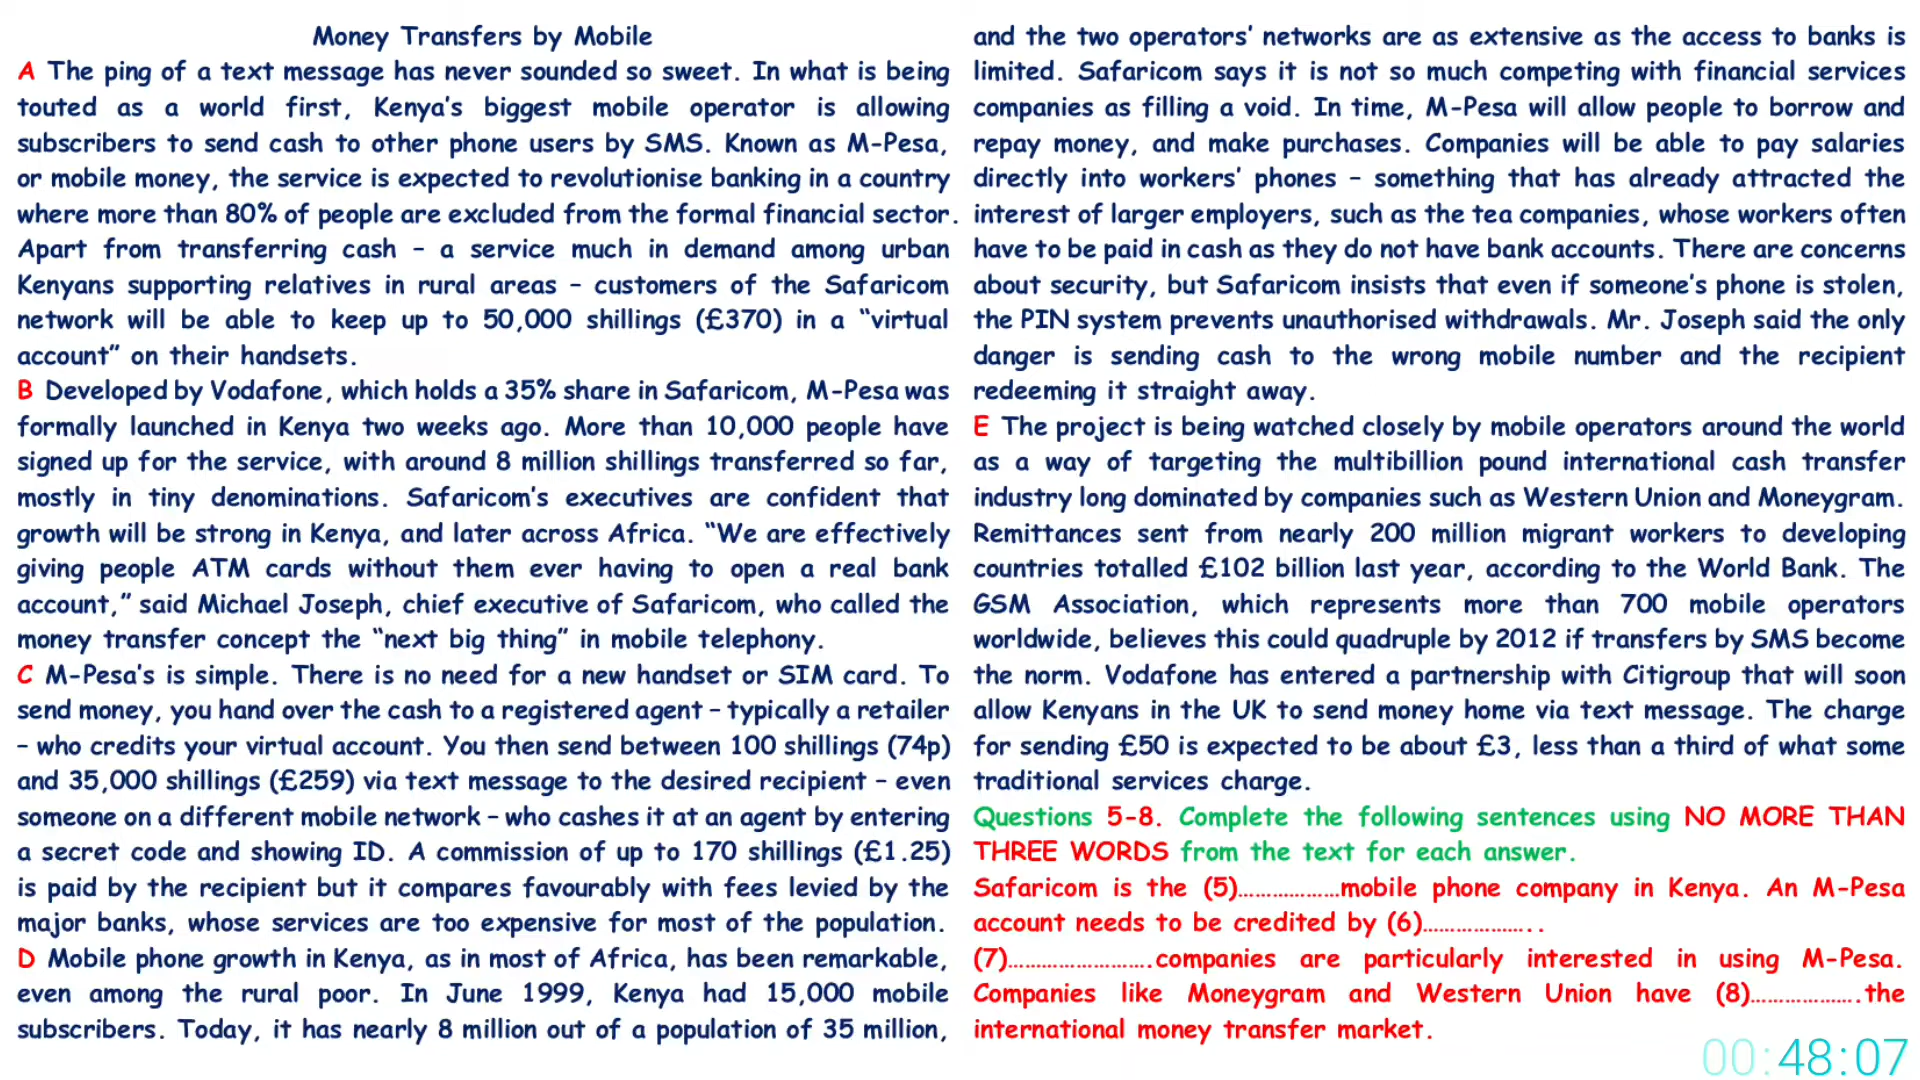 Money Transfers by Mobile
A The ping of a text message has never sounded so sweet. In what is being
touted as a world first, Kenya's biggest mobile operator is allowing
subscribers to send cash to other phone users by SMS. Known as M-Pesa,
or mobile money, the service is expected to revolutionise banking in a country
where more than 80% of people are excluded from the formal financial sector.
Apart from transferring cash – a service much in demand among urban
Kenyans supporting relatives in rural areas – customers of the Safaricom
network will be able to keep up to 50,000 shillings (£370) in a "virtual
account" on their handsets.
B Developed by Vodafone, which holds a 35% share in Safaricom, M-Pesa was
formally launched in Kenya two weeks ago. More than 10,000 people have
signed up for the service, with around 8 million shillings transferred so far,
mostly in tiny denominations. Safaricom's executives are confident that
growth will be strong in Kenya, and later across Africa. "We are effectively
giving people ATM cards without them ever having to open a real bank
account," said Michael Joseph, chief executive of Safaricom, who called the
money transfer concept the "next big thing" in mobile telephony.
C M-Pesa's is simple. There is no need for a new handset or SIM card. To
send money, you hand over the cash to a registered agent – typically a retailer
– who credits your virtual account. You then send between 100 shillings (74p)
and 35,000 shillings (£259) via text message to the desired recipient – even
someone on a different mobile network – who cashes it at an agent by entering
a secret code and showing ID. A commission of up to 170 shillings (£1.25)
is paid by the recipient but it compares favourably with fees levied by the
major banks, whose services are too expensive for most of the population.
D Mobile phone growth in Kenya, as in most of Africa, has been remarkable,
even among the rural poor. In June 1999, Kenya had 15,000 mobile
subscribers. Today, it has nearly 8 million out of a population of 35 million,
and the two operators' networks are as extensive as the access to banks is
limited. Safaricom says it is not so much competing with financial services
companies as filling a void. In time, M-Pesa will allow people to borrow and
repay money, and make purchases. Companies will be able to pay salaries
directly into workers' phones – something that has already attracted the
interest of larger employers, such as the tea companies, whose workers often
have to be paid in cash as they do not have bank accounts. There are concerns
about security, but Safaricom insists that even if someone's phone is stolen,
the PIN system prevents unauthorised withdrawals. Mr. Joseph said the only
danger is sending cash to the wrong mobile number and the recipient
redeeming it straight away.
E The project is being watched closely by mobile operators around the world
as a way of targeting the multibillion pound international cash transfer
industry long dominated by companies such as Western Union and Moneygram.
Remittances sent from nearly 200 million migrant workers to developing
countries totalled £102 billion last year, according to the World Bank. The
GSM Association, which represents more than 700 mobile operators
worldwide, believes this could quadruple by 2012 if transfers by SMS become
the norm. Vodafone has entered a partnership with Citigroup that will soon
allow Kenyans in the UK to send money home via text message. The charge
for sending £50 is expected to be about £3, less than a third of what some
traditional services charge.
Questions 5-8. Complete the following sentences using NO MORE THAN
THREE WORDS from the text for each answer.
Safaricom is the (5)..................mobile phone company in Kenya. An M-Pesa
account needs to be credited by (6)....................
(7)..........................companies are particularly interested in using M-Pesa.
Companies like Moneygram and Western Union have (8)....................the
international money transfer market.
00:48:07